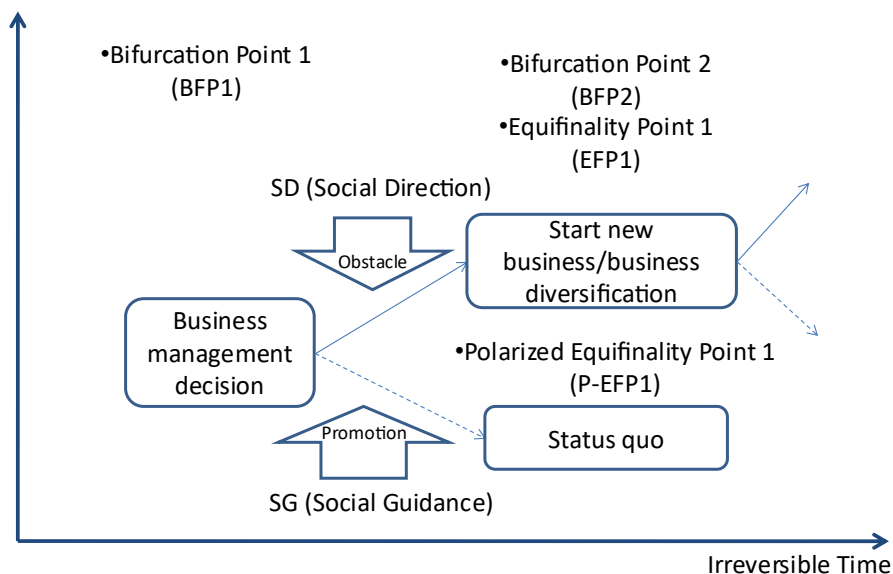 •Bifurcation Point 1
(BFP1)
•Bifurcation Point 2
(BFP2)
•Equifinality Point 1
(EFP1)
SD (Social Direction)
Obstacle
Start new
business/business
diversification
Business
management
decision
•Polarized Equifinality Point 1
(P-EFP1)
Promotion
Status quo
SG (Social Guidance)
Irreversible Time